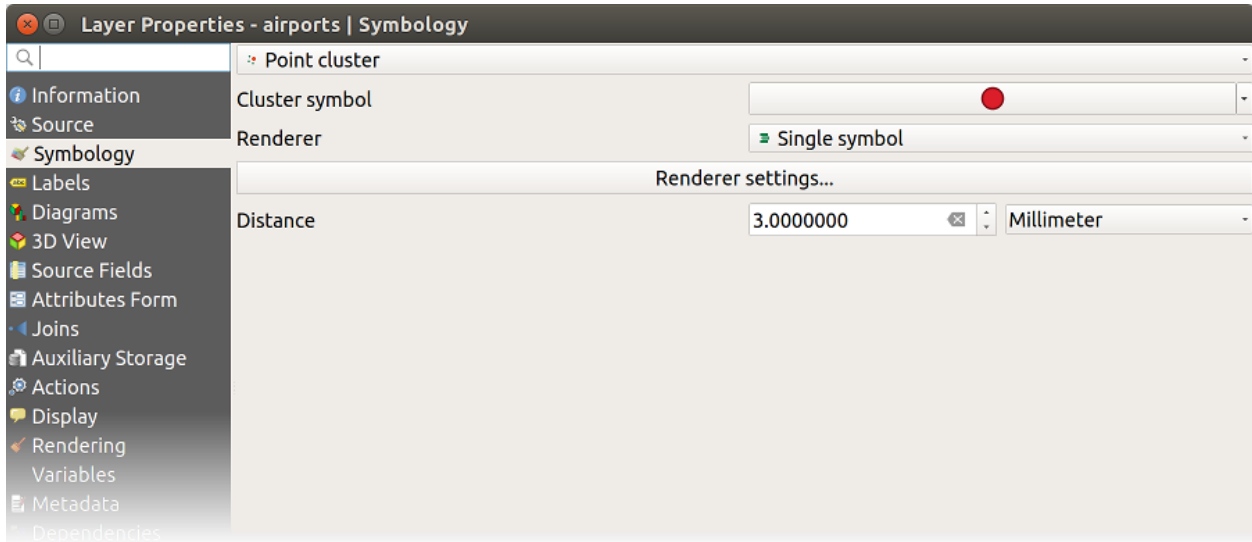 Layer Properties - airports | Symbology
Information
Source
Symbology
Labels
Diagrams
3D View
Source Fields
Attributes Form
Joins
Auxiliary Storage
Actions
Display
Rendering
Variables
Metadata
Dependencies
Point cluster
Cluster symbol
Renderer Single symbol
Renderer settings...
Distance 3.0000000 Millimeter